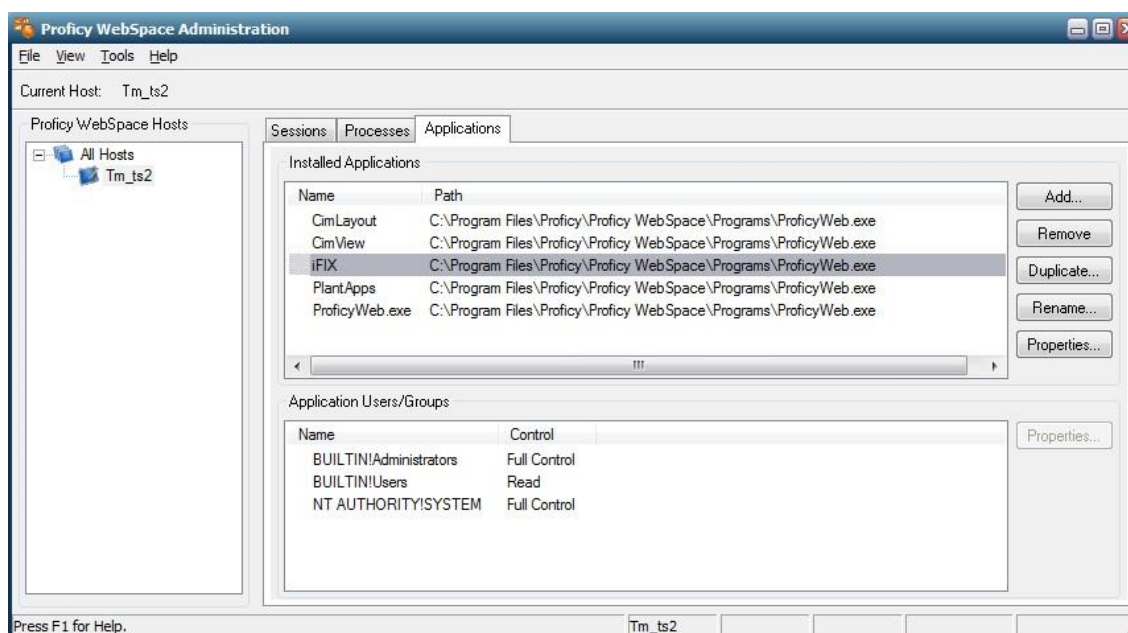 Proficy WebSpace Administration
File View Tools Help
Current Host: Tm_ts2
Proficy WebSpace Hosts
All Hosts
Tm_ts2
Sessions Processes Applications
Installed Applications
Name Path
CimLayout C:\Program Files\Proficy\Proficy WebSpace\Programs\ProficyWeb.exe
CimView C:\Program Files\Proficy\Proficy WebSpace\Programs\ProficyWeb.exe
iFIX C:\Program Files\Proficy\Proficy WebSpace\Programs\ProficyWeb.exe
PlantApps C:\Program Files\Proficy\Proficy WebSpace\Programs\ProficyWeb.exe
ProficyWeb.exe C:\Program Files\Proficy\Proficy WebSpace\Programs\ProficyWeb.exe
Add...
Remove
Duplicate...
Rename...
Properties...
Application Users/Groups
Name Control
BUILTIN!Administrators Full Control
BUILTIN!Users Read
NT AUTHORITY!SYSTEM Full Control
Properties...
Press F1 for Help. Tm_ts2